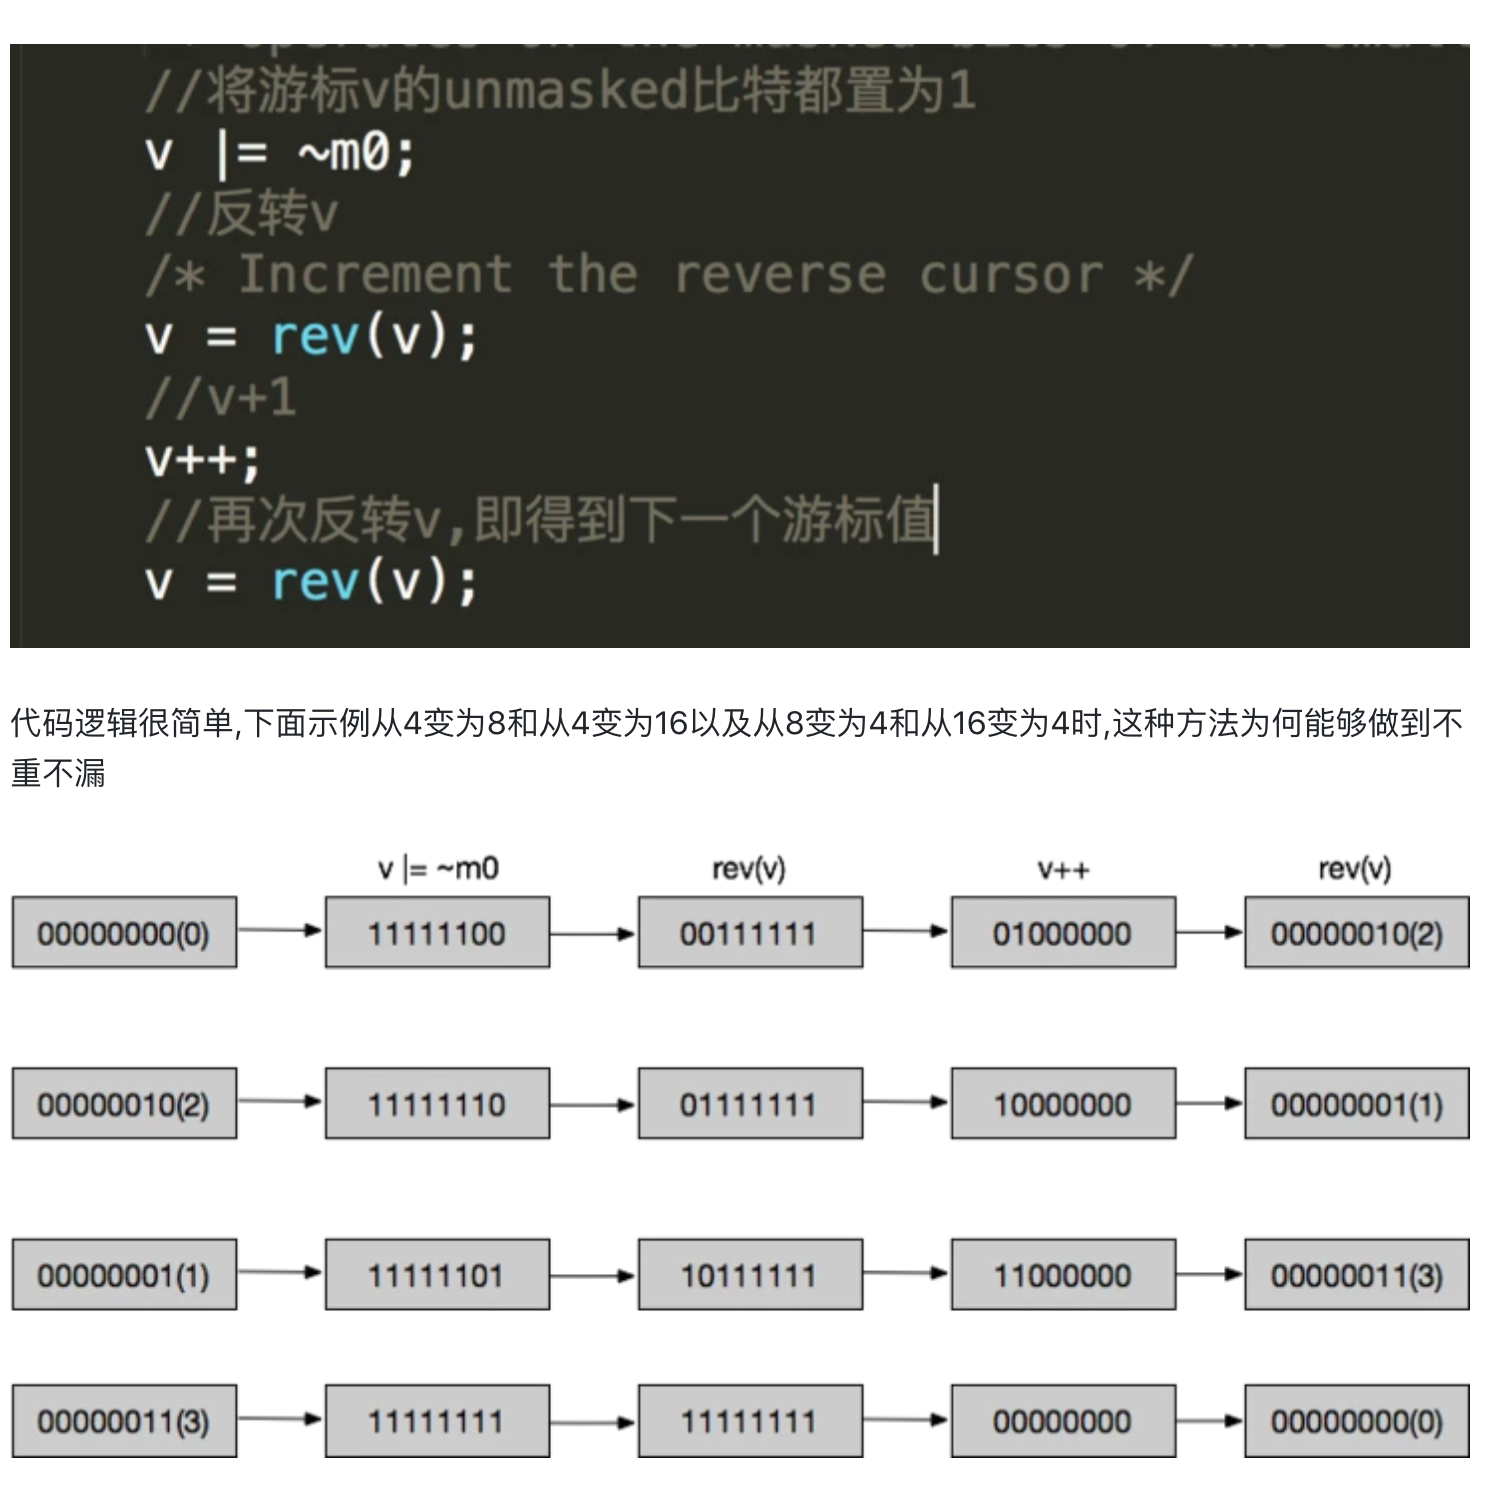 //将游标v的unmasked比特都置为1
v |= ~m0;
//反转v
/* Increment the reverse cursor */
v = rev(v);
//v+1
v++;
//再次反转v,即得到下一个游标值
v = rev(v);
代码逻辑很简单,下面示例从4变为8和从4变为16以及从8变为4和从16变为4时,这种方法为何能够做到不
重不漏
v |= ~m0 rev(v) v++ rev(v)
00000000(0) 11111100 00111111 01000000 00000010(2)
00000010(2) 11111110 01111111 10000000 00000001(1)
00000001(1) 11111101 10111111 11000000 00000011(3)
00000011(3) 11111111 11111111 00000000 00000000(0)